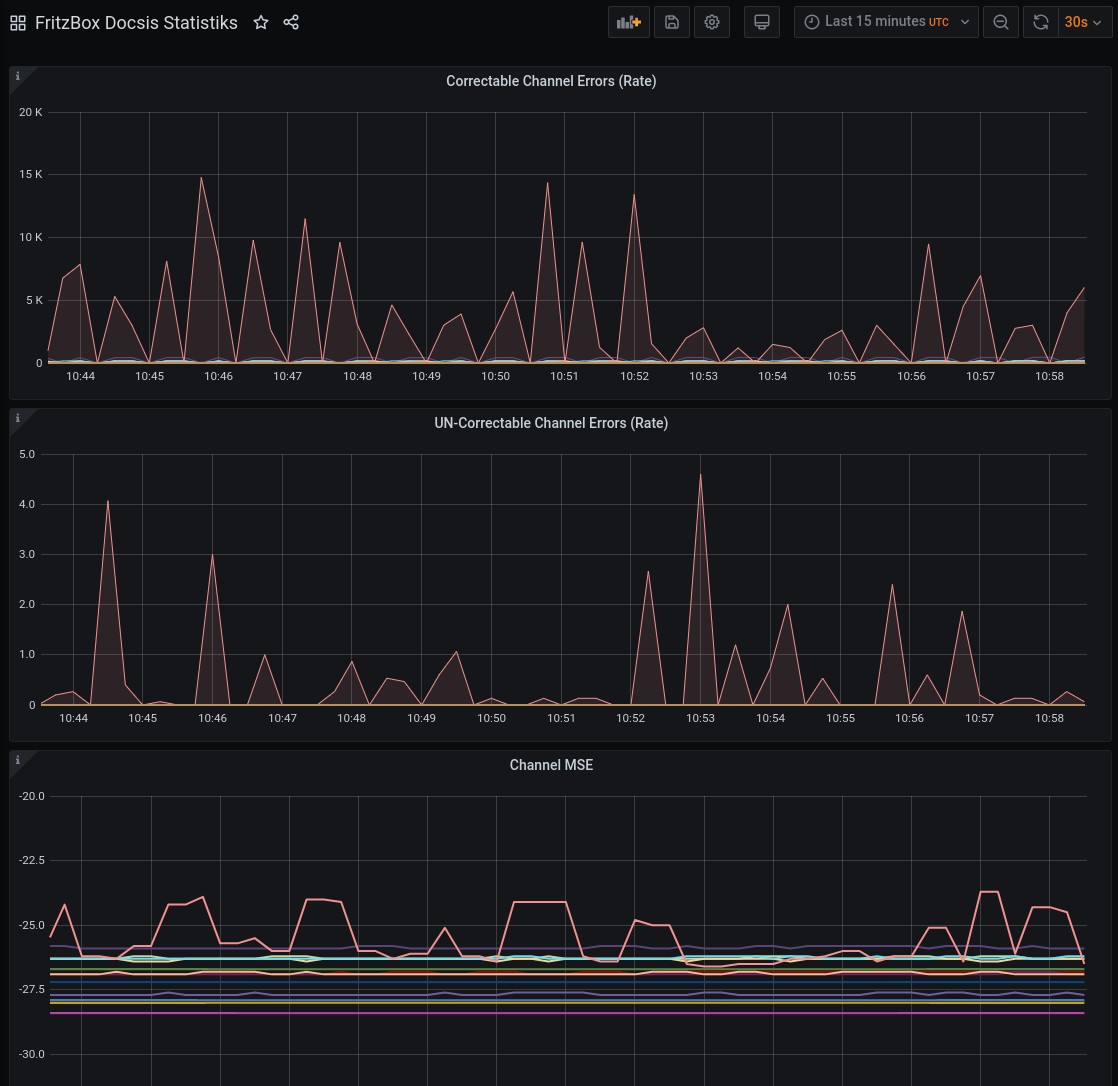 FritzBox Docsis Statistiks
Last 15 minutes UTC
30s
i
Correctable Channel Errors (Rate)
20 K
15 K
10 K
5 K
0
10:44 10:45 10:46 10:47 10:48 10:49 10:50 10:51 10:52 10:53 10:54 10:55 10:56 10:57 10:58
i
UN-Correctable Channel Errors (Rate)
5.0
4.0
3.0
2.0
1.0
0
10:44 10:45 10:46 10:47 10:48 10:49 10:50 10:51 10:52 10:53 10:54 10:55 10:56 10:57 10:58
i
Channel MSE
-20.0
-22.5
-25.0
-27.5
-30.0